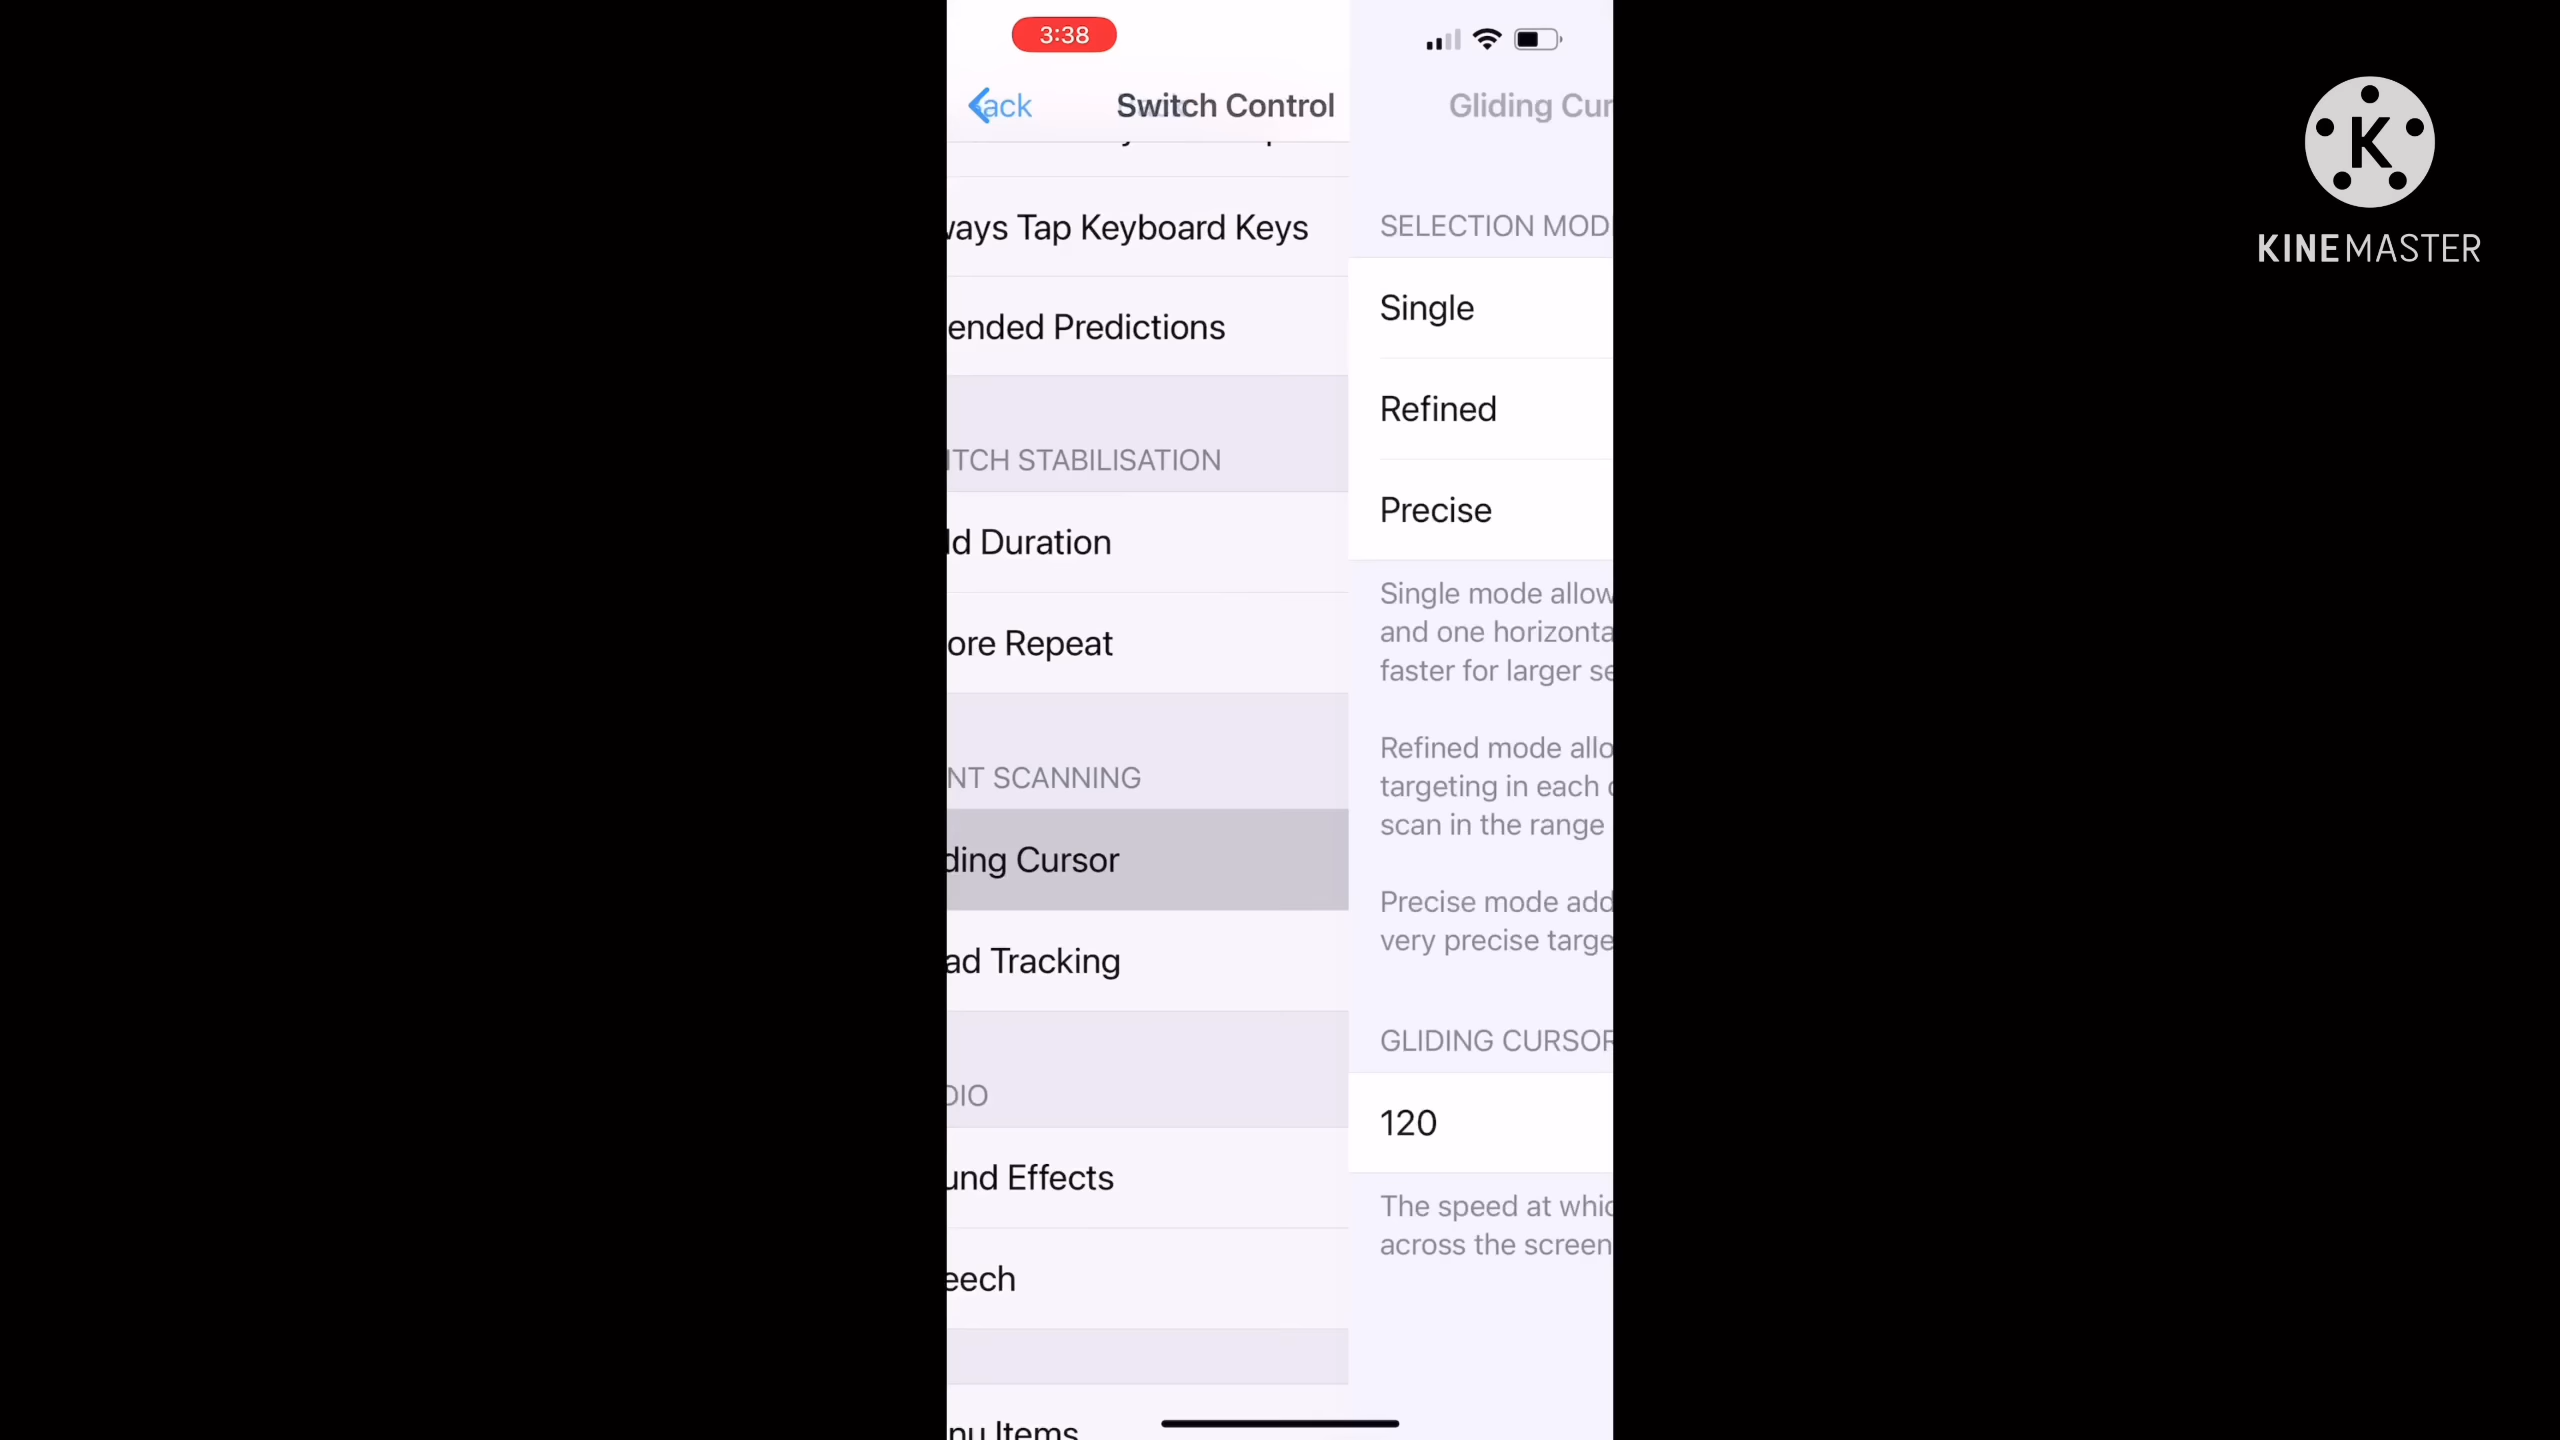 3:38
Switch Control
Gliding Cur
ways Tap Keyboard Keys
ended Predictions
ITCH STABILISATION
ld Duration
ore Repeat
NT SCANNING
ding Cursor
ad Tracking
DIO
und Effects
eech
nu Items
SELECTION MOD
Single
Refined
Precise
Single mode allow
and one horizonta
faster for larger se
Refined mode allo
targeting in each c
scan in the range
Precise mode add
very precise targe
GLIDING CURSOR
120
The speed at whic
across the screen
K
KINEMASTER